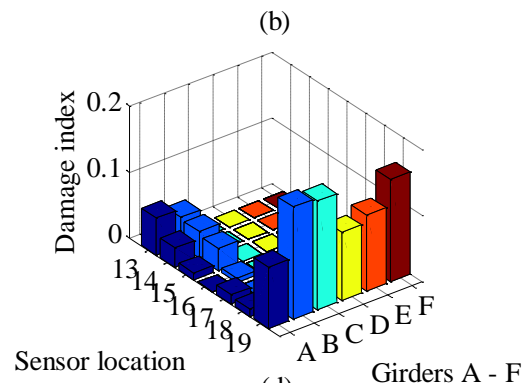 (b)
0.2
0.1
0
Damage index
13
14
15
16
17
18
19
A
B
C
D
E
F
Sensor location
Girders A - F